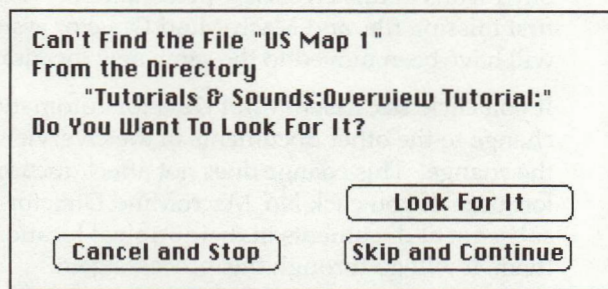 Can't Find the File "US Map 1"
From the Directory
"Tutorials & Sounds:Overview Tutorial:"
Do You Want To Look For It?
Look For It
Cancel and Stop
Skip and Continue